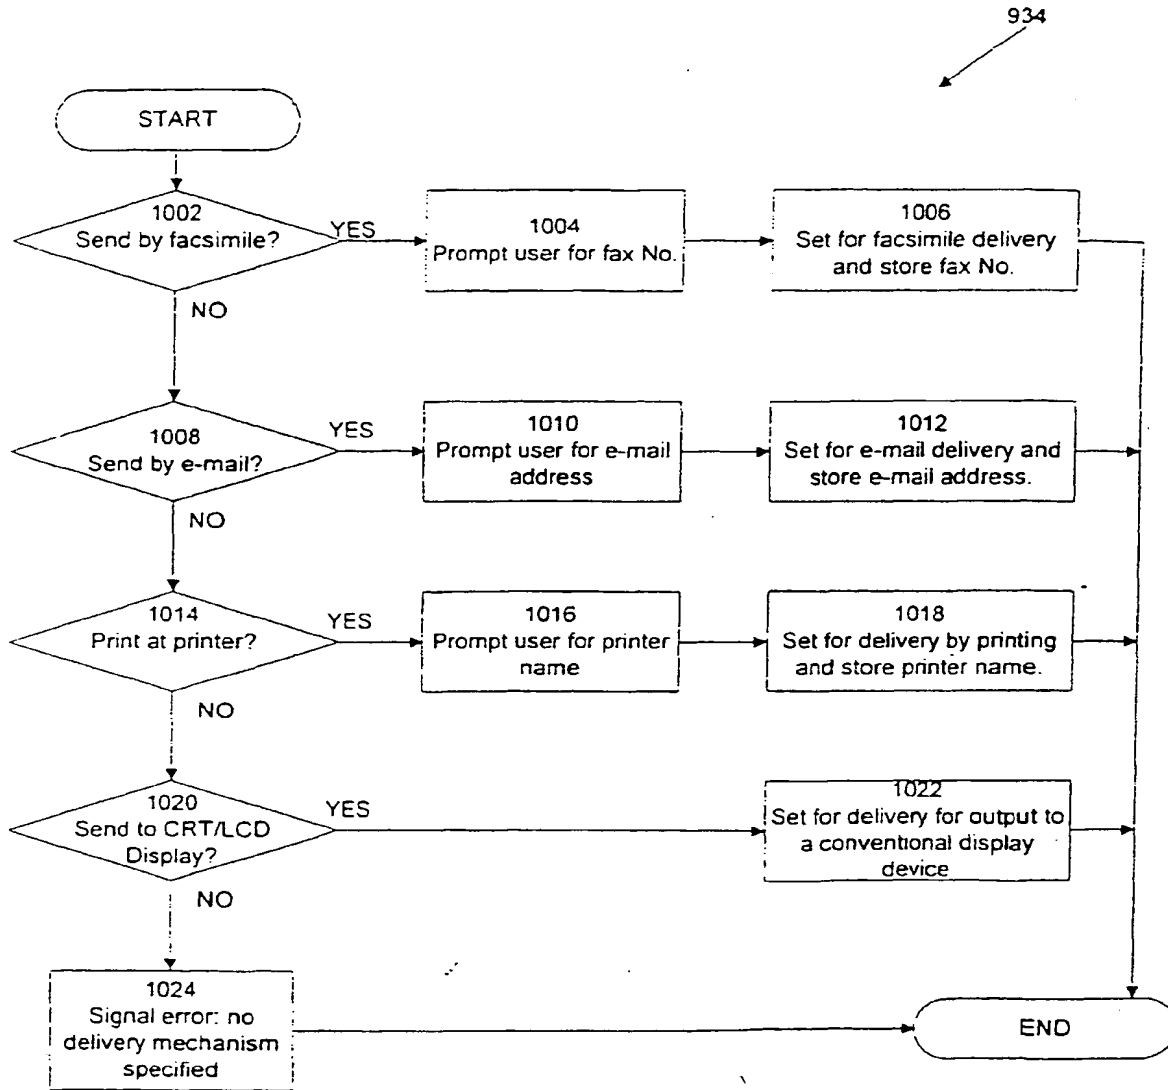 934
START
1002
Send by facsimile?
YES
1004
Prompt user for fax No.
1006
Set for facsimile delivery
and store fax No.
NO
1008
Send by e-mail?
YES
1010
Prompt user for e-mail
address
1012
Set for e-mail delivery and
store e-mail address.
NO
1014
Print at printer?
YES
1016
Prompt user for printer
name
1018
Set for delivery by printing
and store printer name.
NO
1020
Send to CRT/LCD
Display?
YES
1022
Set for delivery for output to
a conventional display
device
NO
1024
Signal error: no
delivery mechanism
specified
END